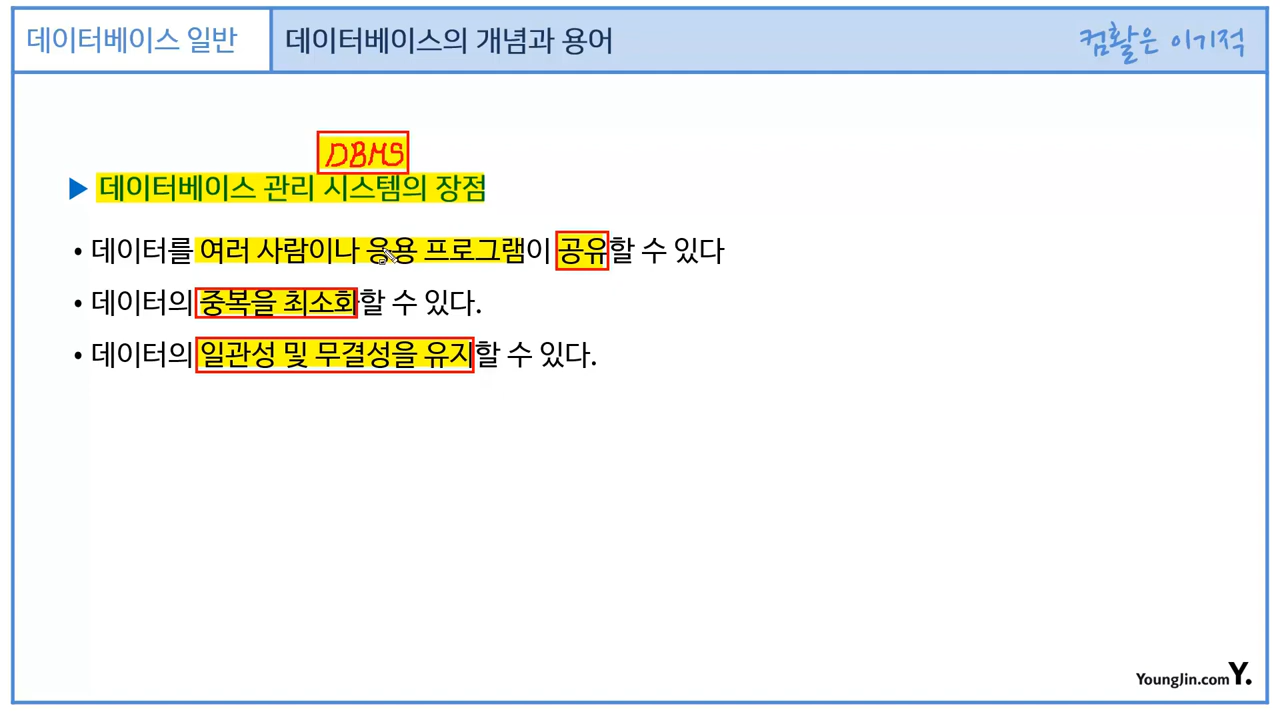 데이터베이스 일반
데이터베이스의 개념과 용어
컴활은 이기적
DBMS
▶ 데이터베이스 관리 시스템의 장점
• 데이터를 여러 사람이나 응용 프로그램이 공유할 수 있다
• 데이터의 중복을 최소화할 수 있다.
• 데이터의 일관성 및 무결성을 유지할 수 있다.
YoungJin.com Y.